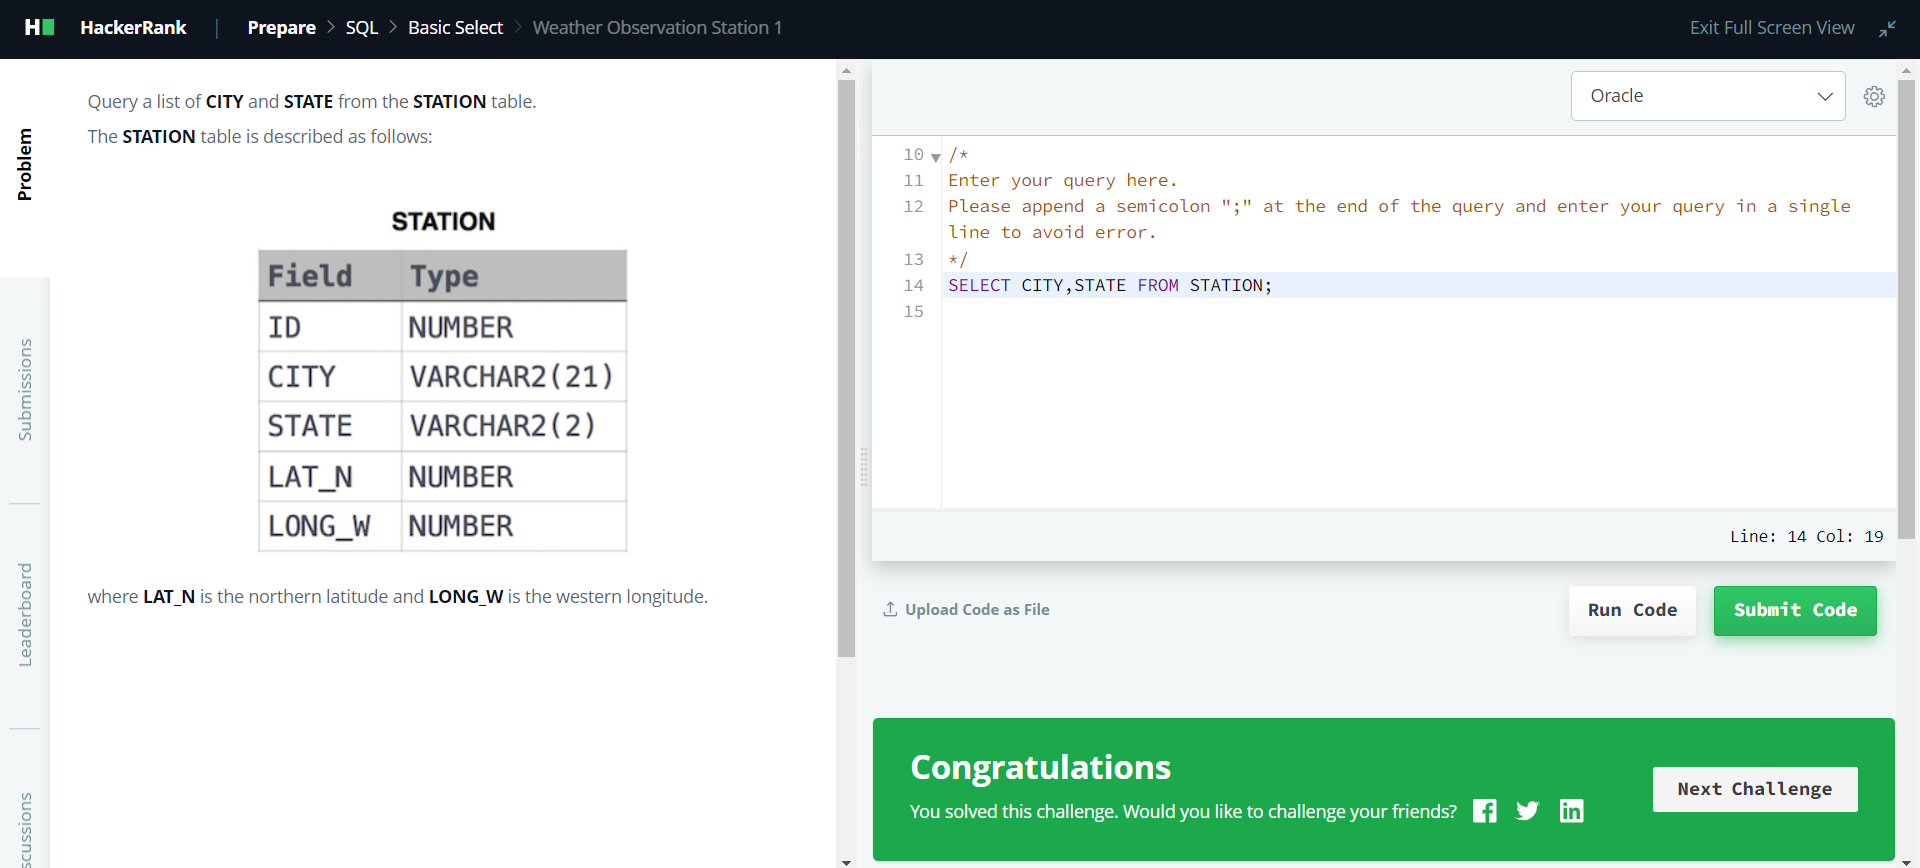 H HackerRank | Prepare > SQL > Basic Select > Weather Observation Station 1 Exit Full Screen View
Problem
Submissions
Leaderboard
scussions
Query a list of CITY and STATE from the STATION table.
The STATION table is described as follows:
STATION
Field Type
ID NUMBER
CITY VARCHAR2(21)
STATE VARCHAR2(2)
LAT_N NUMBER
LONG_W NUMBER
where LAT_N is the northern latitude and LONG_W is the western longitude.
Oracle
10 /*
11 Enter your query here.
12 Please append a semicolon ";" at the end of the query and enter your query in a single
line to avoid error.
13 */
14 SELECT CITY,STATE FROM STATION;
15
Line: 14 Col: 19
Upload Code as File
Run Code
Submit Code
Congratulations
You solved this challenge. Would you like to challenge your friends?
Next Challenge